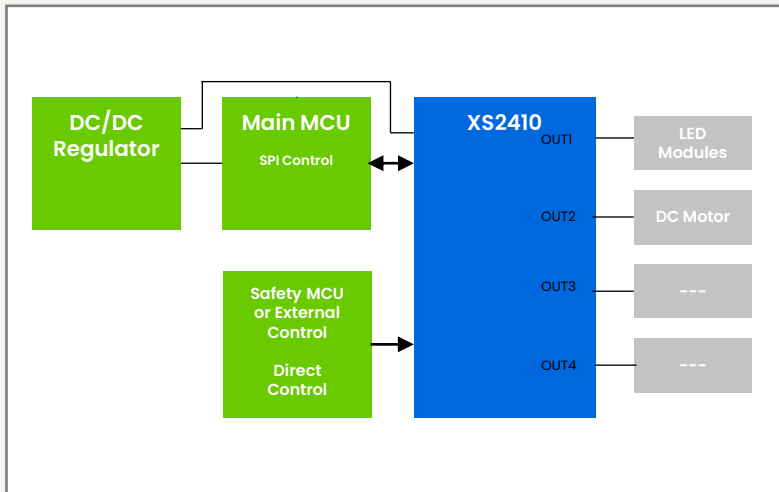 DC/DC
Regulator
Main MCU
SPI Control
XS2410
OUT1
OUT2
OUT3
OUT4
LED
Modules
DC Motor
---
---
Safety MCU
or External
Control
Direct
Control